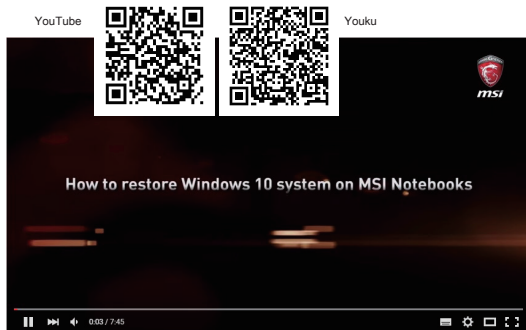 YouTube
Youku
msi
How to restore Windows 10 system on MSI Notebooks
0:03 / 7:45